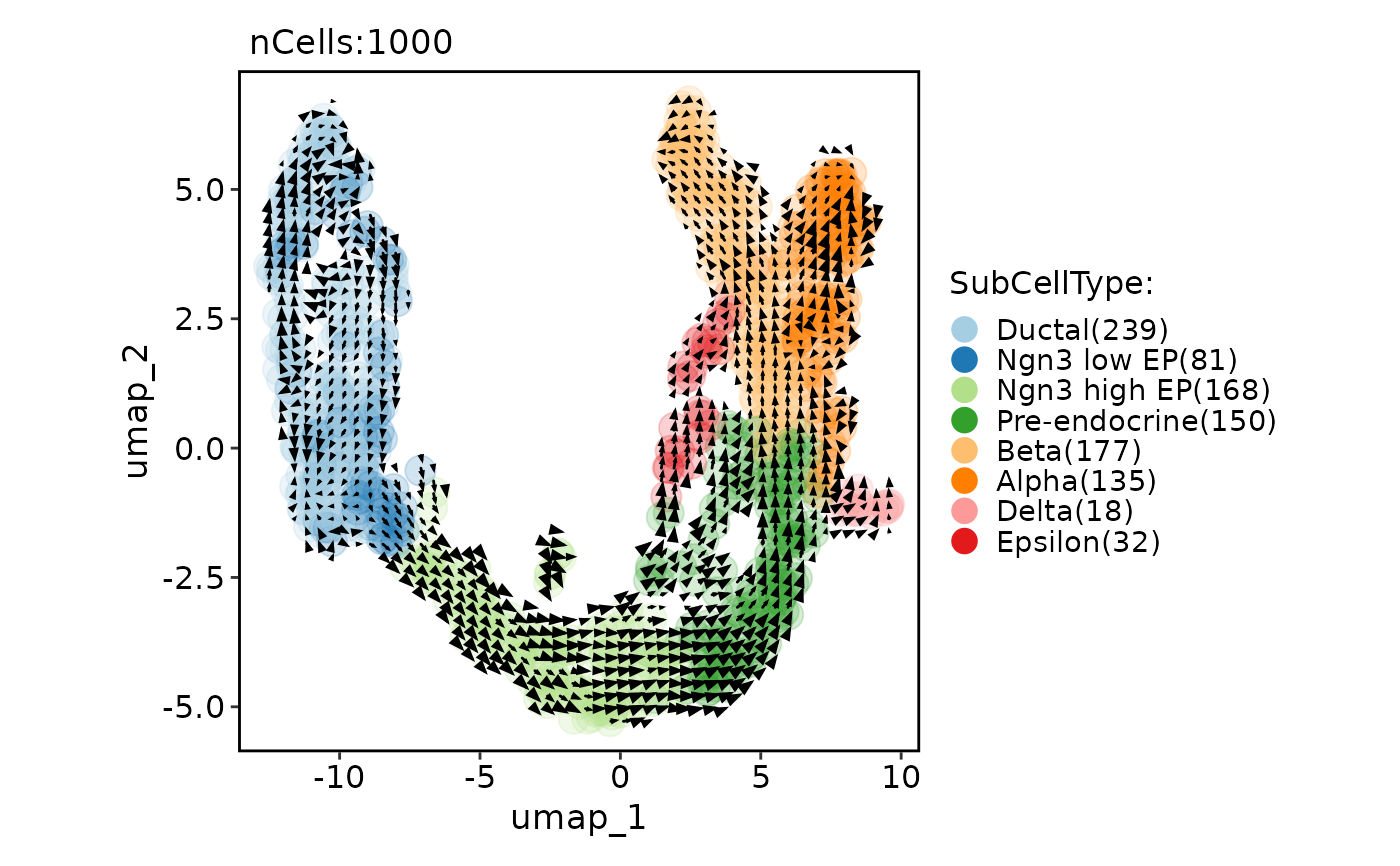 nCells:1000
umap_2
5.0
2.5
0.0
-2.5
-5.0
-10
-5
0
5
10
umap_1
SubCellType:
Ductal(239)
Ngn3 low EP(81)
Ngn3 high EP(168)
Pre-endocrine(150)
Beta(177)
Alpha(135)
Delta(18)
Epsilon(32)